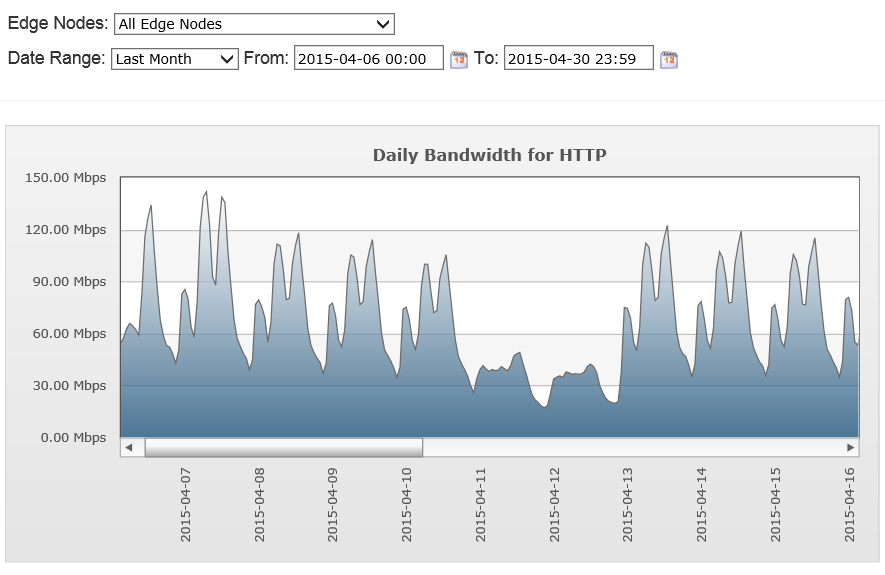 Edge Nodes: All Edge Nodes
Date Range: Last Month From: 2015-04-06 00:00 To: 2015-04-30 23:59
Daily Bandwidth for HTTP
150.00 Mbps
120.00 Mbps
90.00 Mbps
60.00 Mbps
30.00 Mbps
0.00 Mbps
2015-04-07
2015-04-08
2015-04-09
2015-04-10
2015-04-11
2015-04-12
2015-04-13
2015-04-14
2015-04-15
2015-04-16